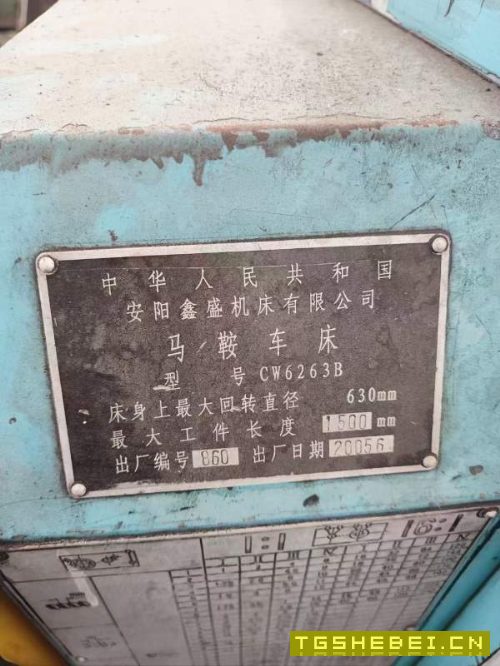 中华人民共和国
安阳鑫盛机床有限公司
马鞍车床
型号 CW6263B
床身上最大回转直径 630mm
最大工件长度 1500mm
出厂编号 860 出厂日期 20056
TGSHEBEI.CN